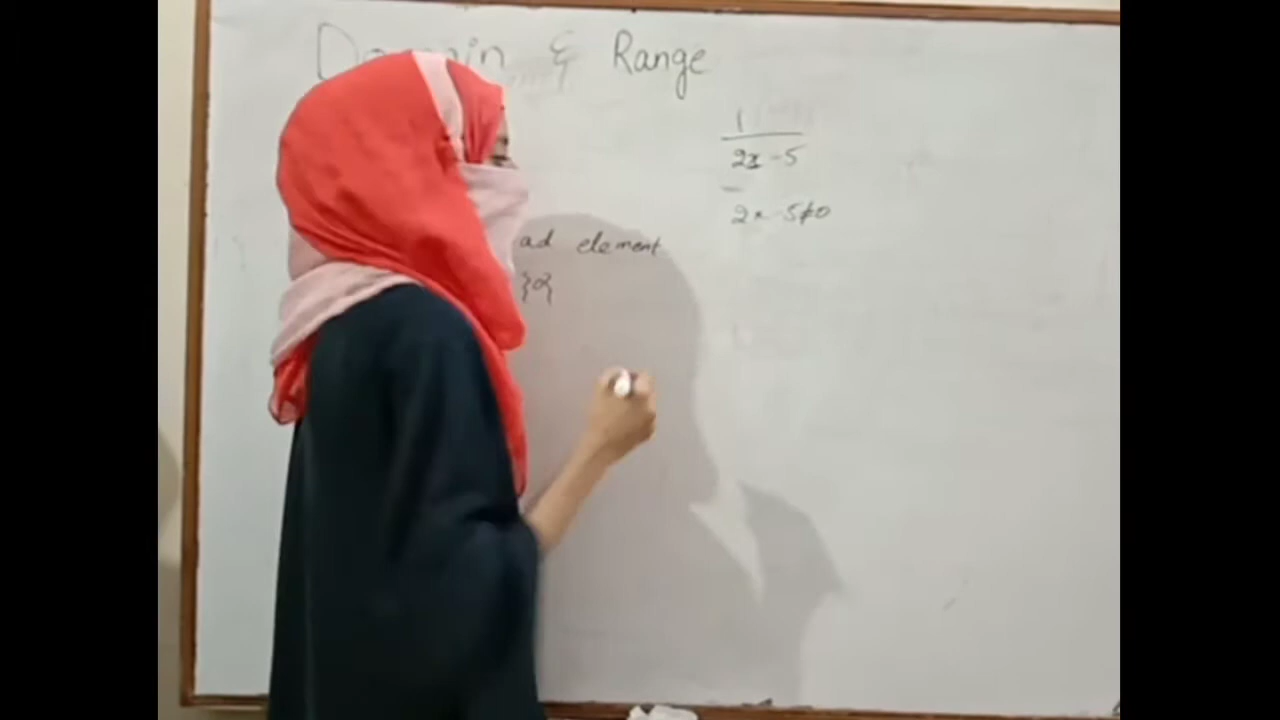 Domain & Range
1
2x-5
2x-5≠0
ad element